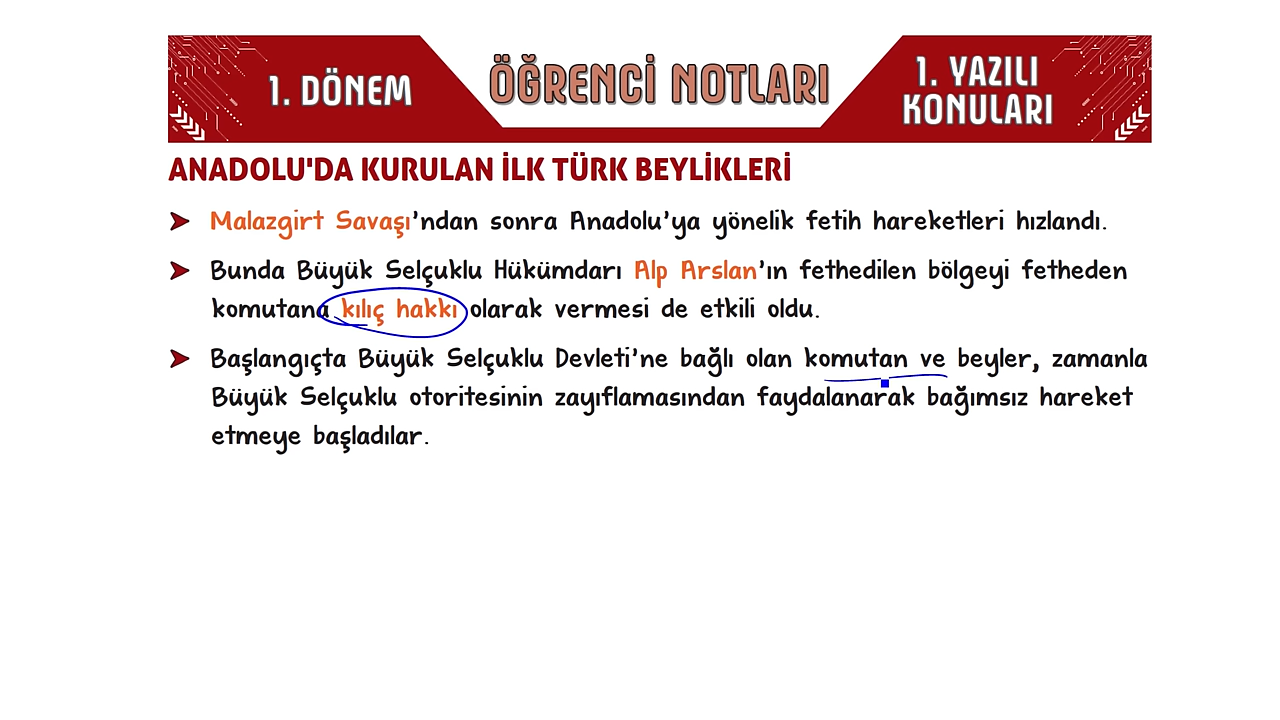 1. DÖNEM
ÖĞRENCİ NOTLARI
1. YAZILI
KONULARI
ANADOLU'DA KURULAN İLK TÜRK BEYLİKLERİ
➤ Malazgirt Savaşı'ndan sonra Anadolu'ya yönelik fetih hareketleri hızlandı.
➤ Bunda Büyük Selçuklu Hükümdarı Alp Arslan'ın fethedilen bölgeyi fetheden
komutana kılıç hakkı olarak vermesi de etkili oldu.
➤ Başlangıçta Büyük Selçuklu Devleti'ne bağlı olan komutan ve beyler, zamanla
Büyük Selçuklu otoritesinin zayıflamasından faydalanarak bağımsız hareket
etmeye başladılar.